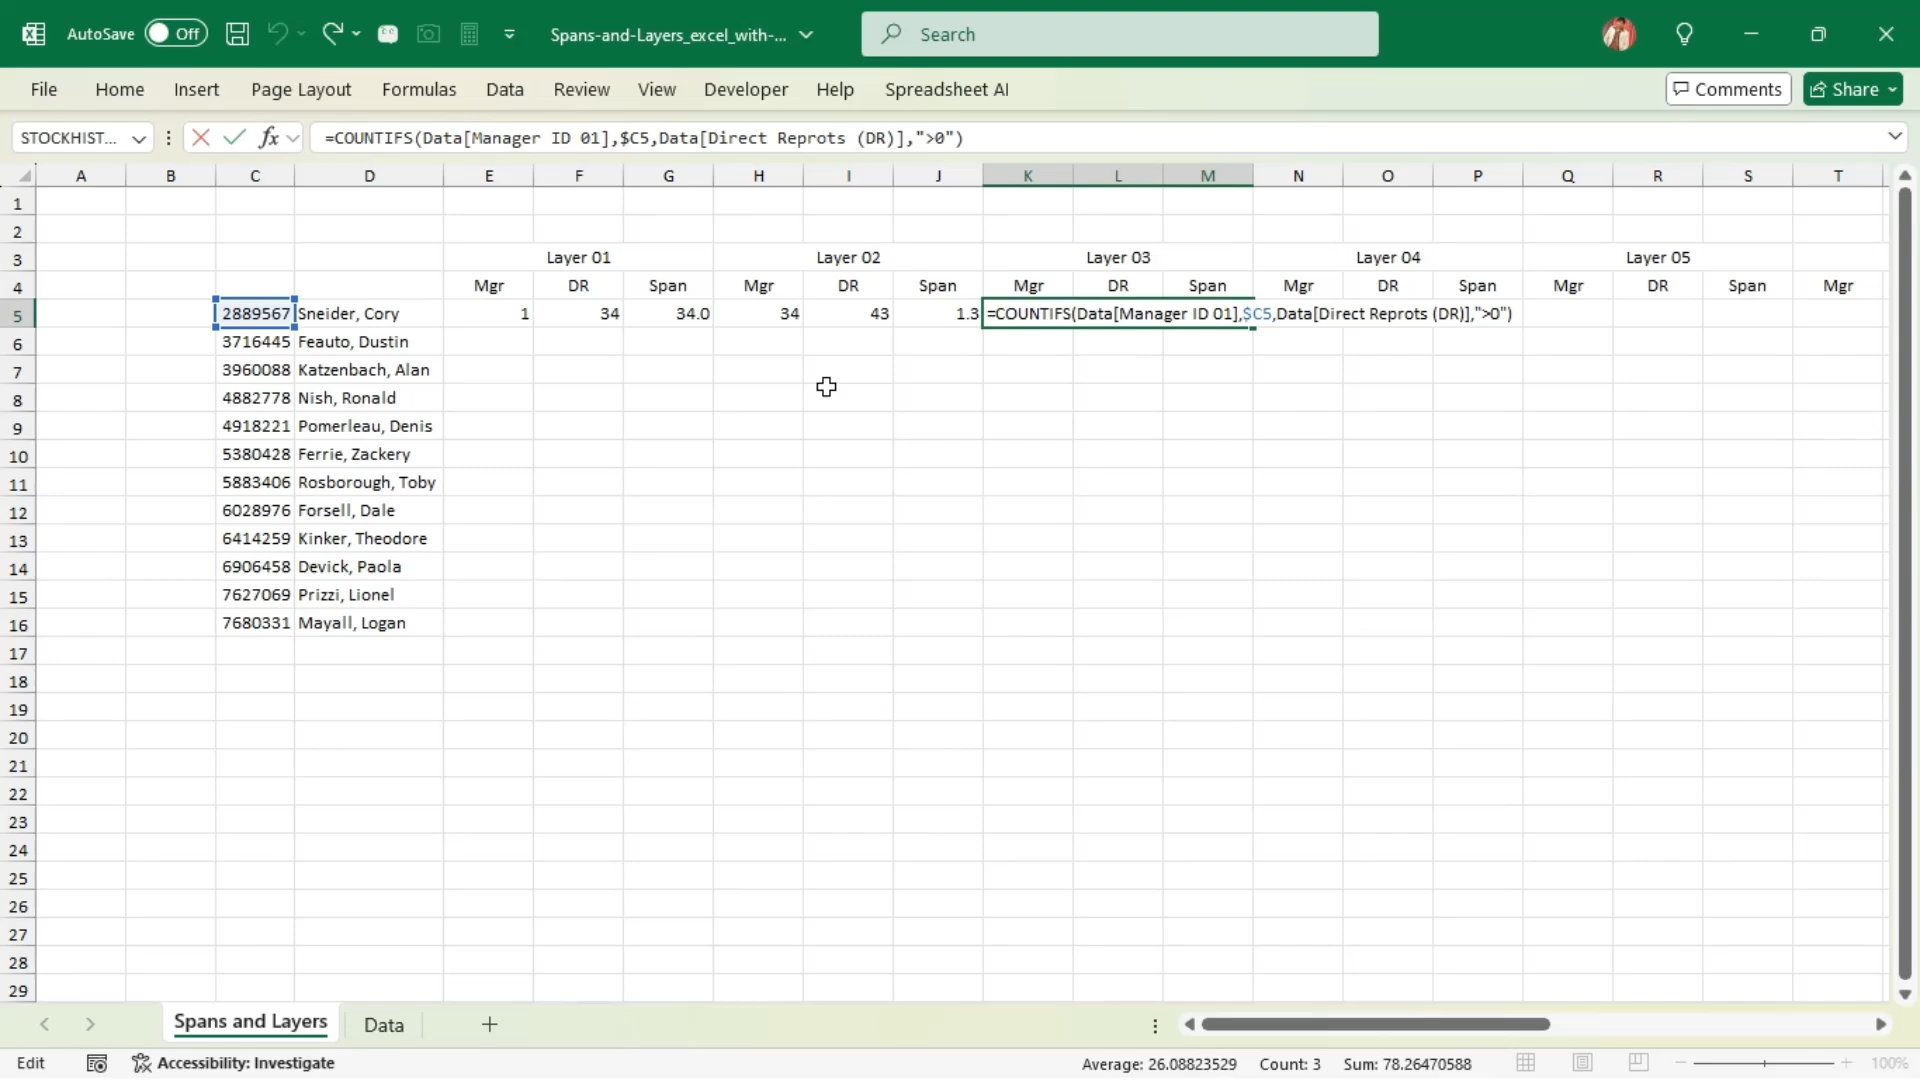 AutoSave Off Spans-and-Layers_excel_with-... Search
File Home Insert Page Layout Formulas Data Review View Developer Help Spreadsheet AI Comments Share
STOCKHIST... fx =COUNTIFS(Data[Manager ID 01],$C5,Data[Direct Reprots (DR)],">0")
A B C D E F G H I J K L M N O P Q R S T
1
2
3 Layer 01 Layer 02 Layer 03 Layer 04 Layer 05
4 Mgr DR Span Mgr DR Span Mgr DR Span Mgr DR Span Mgr DR Span Mgr
5 2889567 Sneider, Cory 1 34 34.0 34 43 1.3 =COUNTIFS(Data[Manager ID 01],$C5,Data[Direct Reprots (DR)],">0")
6 3716445 Feauto, Dustin
7 3960088 Katzenbach, Alan
8 4882778 Nish, Ronald
9 4918221 Pomerleau, Denis
10 5380428 Ferrie, Zackery
11 5883406 Rosborough, Toby
12 6028976 Forsell, Dale
13 6414259 Kinker, Theodore
14 6906458 Devick, Paola
15 7627069 Prizzi, Lionel
16 7680331 Mayall, Logan
17
18
19
20
21
22
23
24
25
26
27
28
29
Spans and Layers Data
Edit Accessibility: Investigate Average: 26.08823529 Count: 3 Sum: 78.26470588 100%